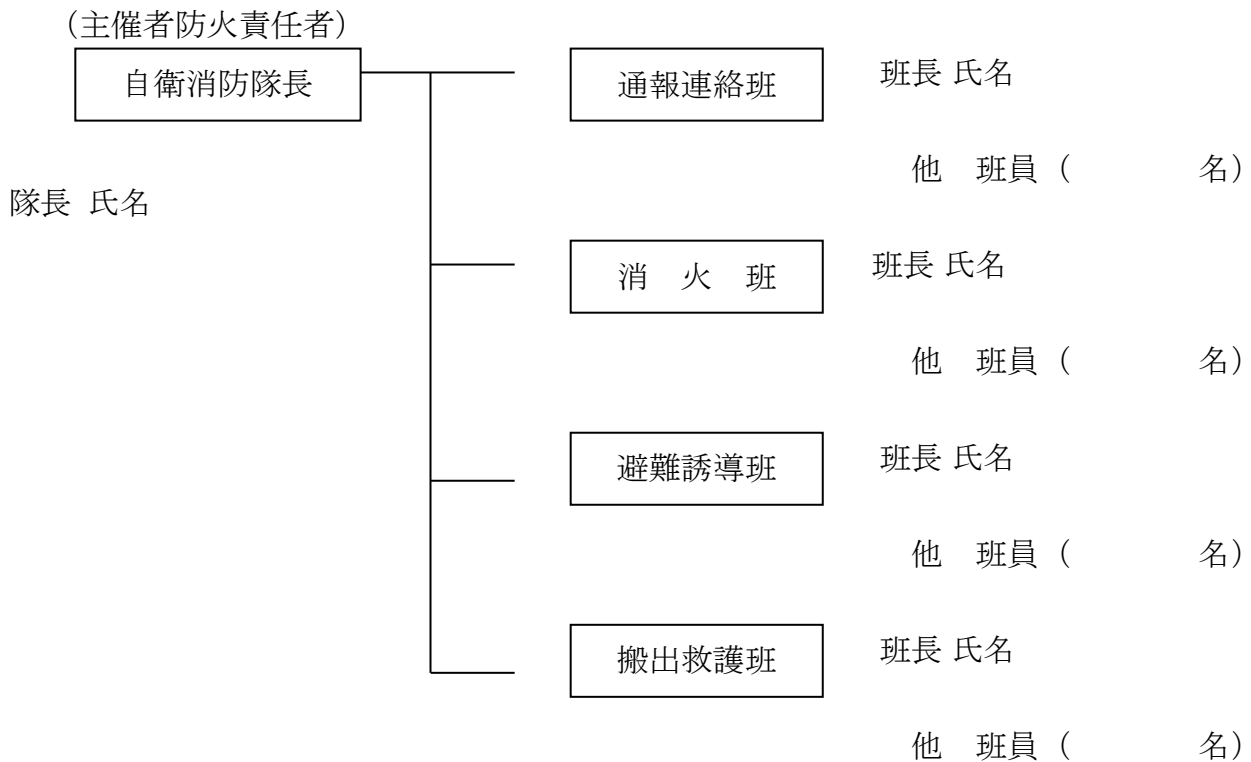 （主催者防火責任者）
自衛消防隊長
隊長 氏名
通報連絡班 班長 氏名
他 班員（ 名）
消 火 班 班長 氏名
他 班員（ 名）
避難誘導班 班長 氏名
他 班員（ 名）
搬出救護班 班長 氏名
他 班員（ 名）